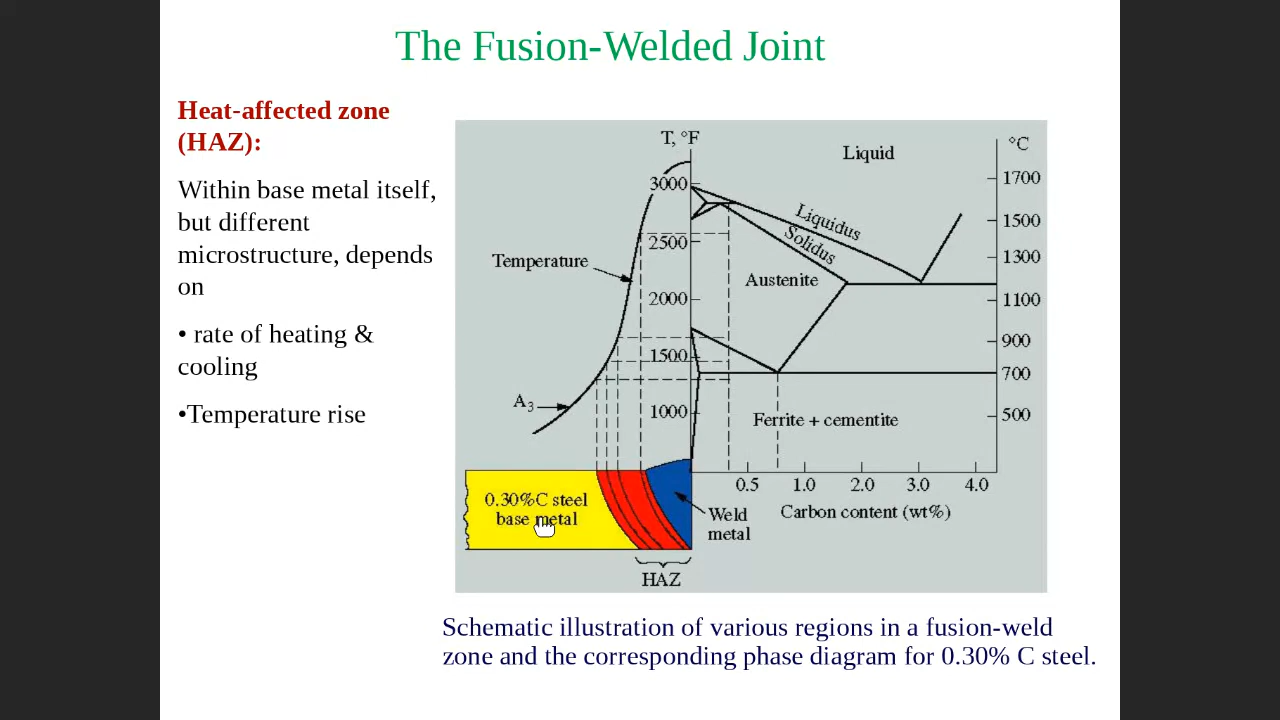 The Fusion-Welded Joint
Heat-affected zone
(HAZ):
Within base metal itself,
but different
microstructure, depends
on
• rate of heating &
cooling
•Temperature rise
T, °F
°C
Liquid
3000
1700
Liquidus
1500
Solidus
2500
1300
Temperature
Austenite
2000
1100
900
1500
700
A3
1000
500
Ferrite + cementite
0.5 1.0 2.0 3.0 4.0
Carbon content (wt%)
0.30%C steel
base metal
Weld
metal
HAZ
Schematic illustration of various regions in a fusion-weld
zone and the corresponding phase diagram for 0.30% C steel.